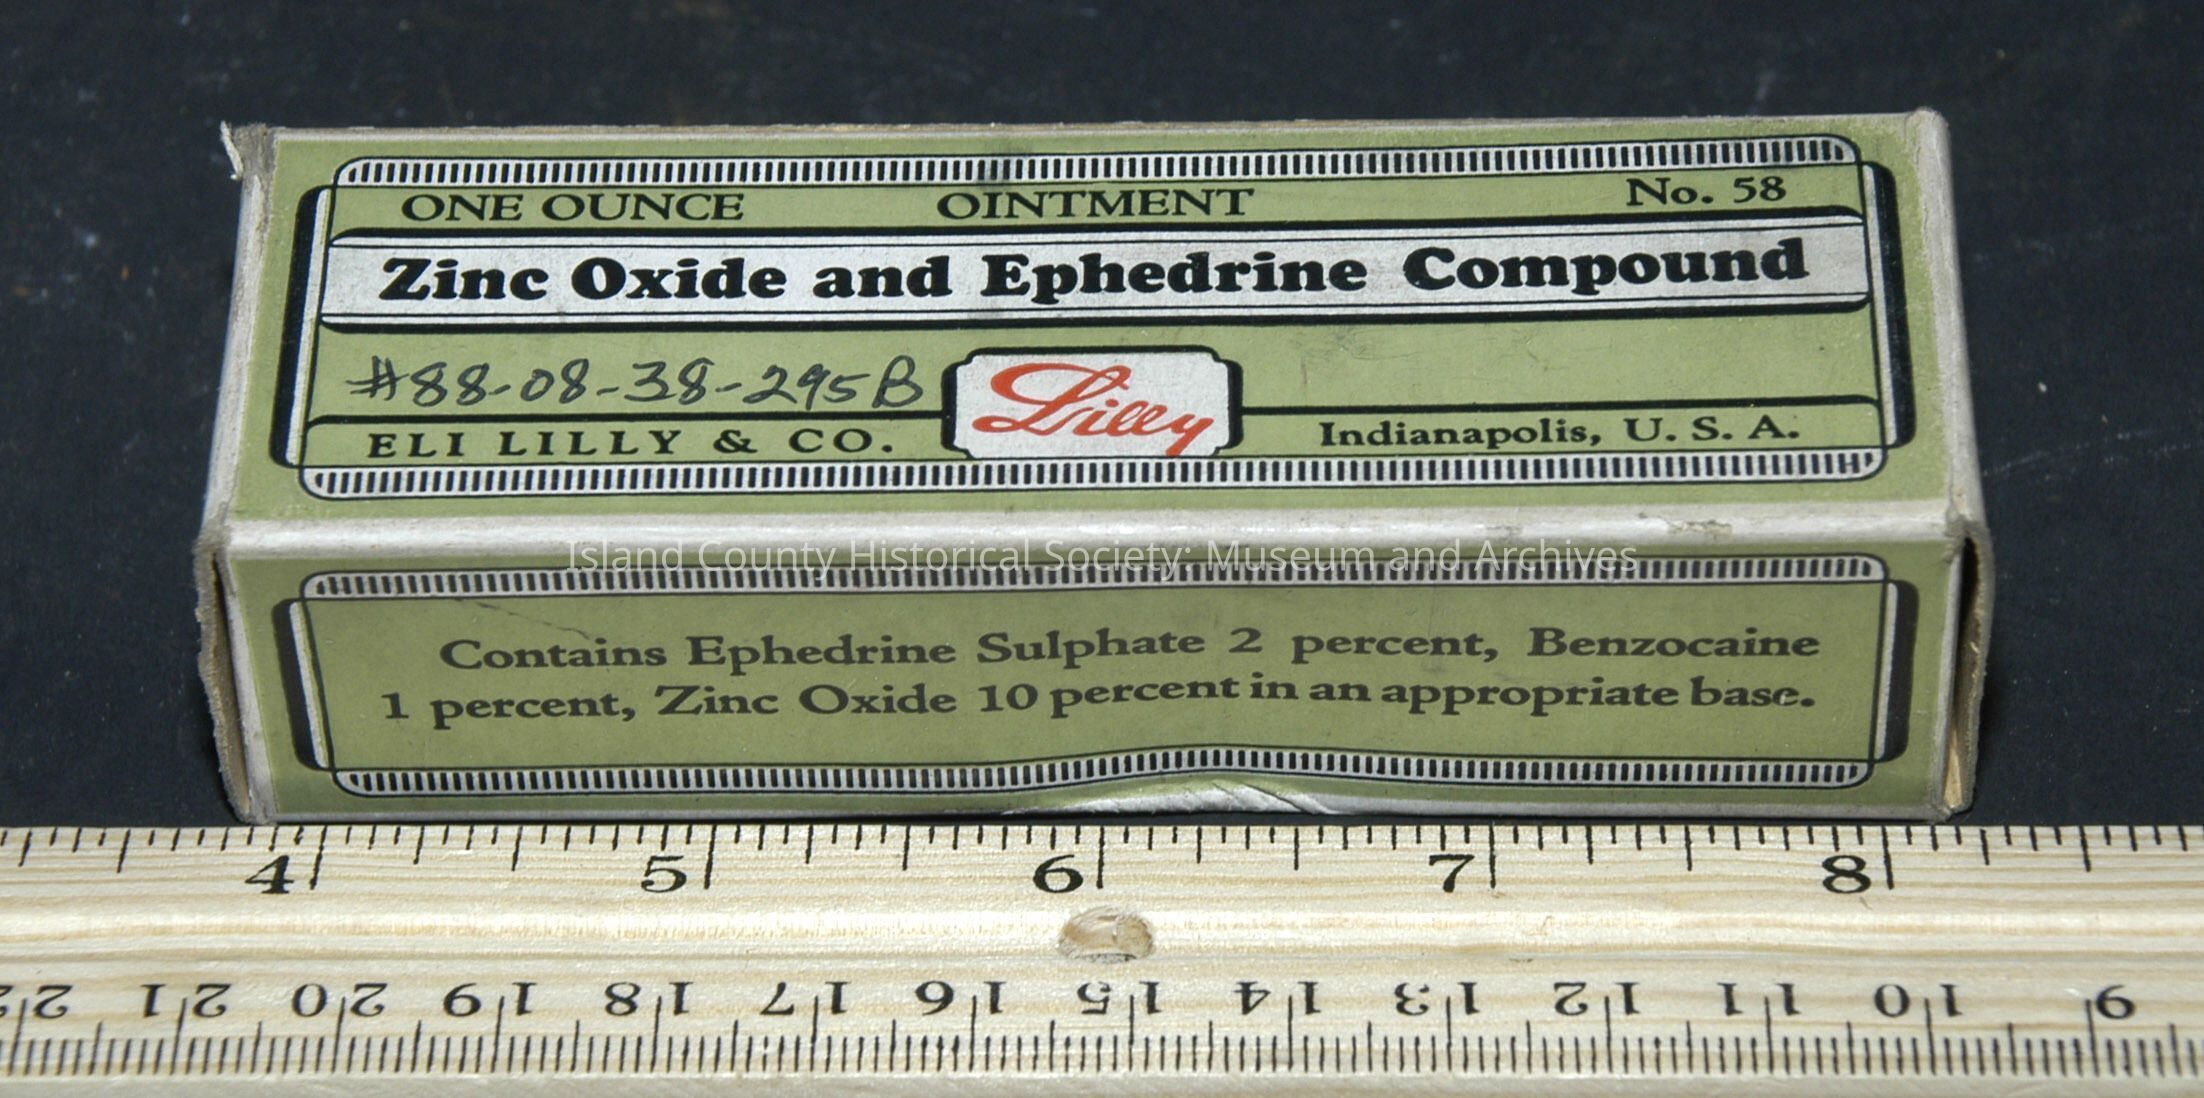 ONE OUNCE OINTMENT No. 58
Zinc Oxide and Ephedrine Compound
#88-08-38-295B
Lilly
ELI LILLY & CO. Indianapolis, U. S. A.
Island County Historical Society: Museum and Archives
Contains Ephedrine Sulphate 2 percent, Benzocaine
1 percent, Zinc Oxide 10 percent in an appropriate base.
4 5 6 7 8
22 21 20 19 18 17 16 15 14 13 12 11 10 9